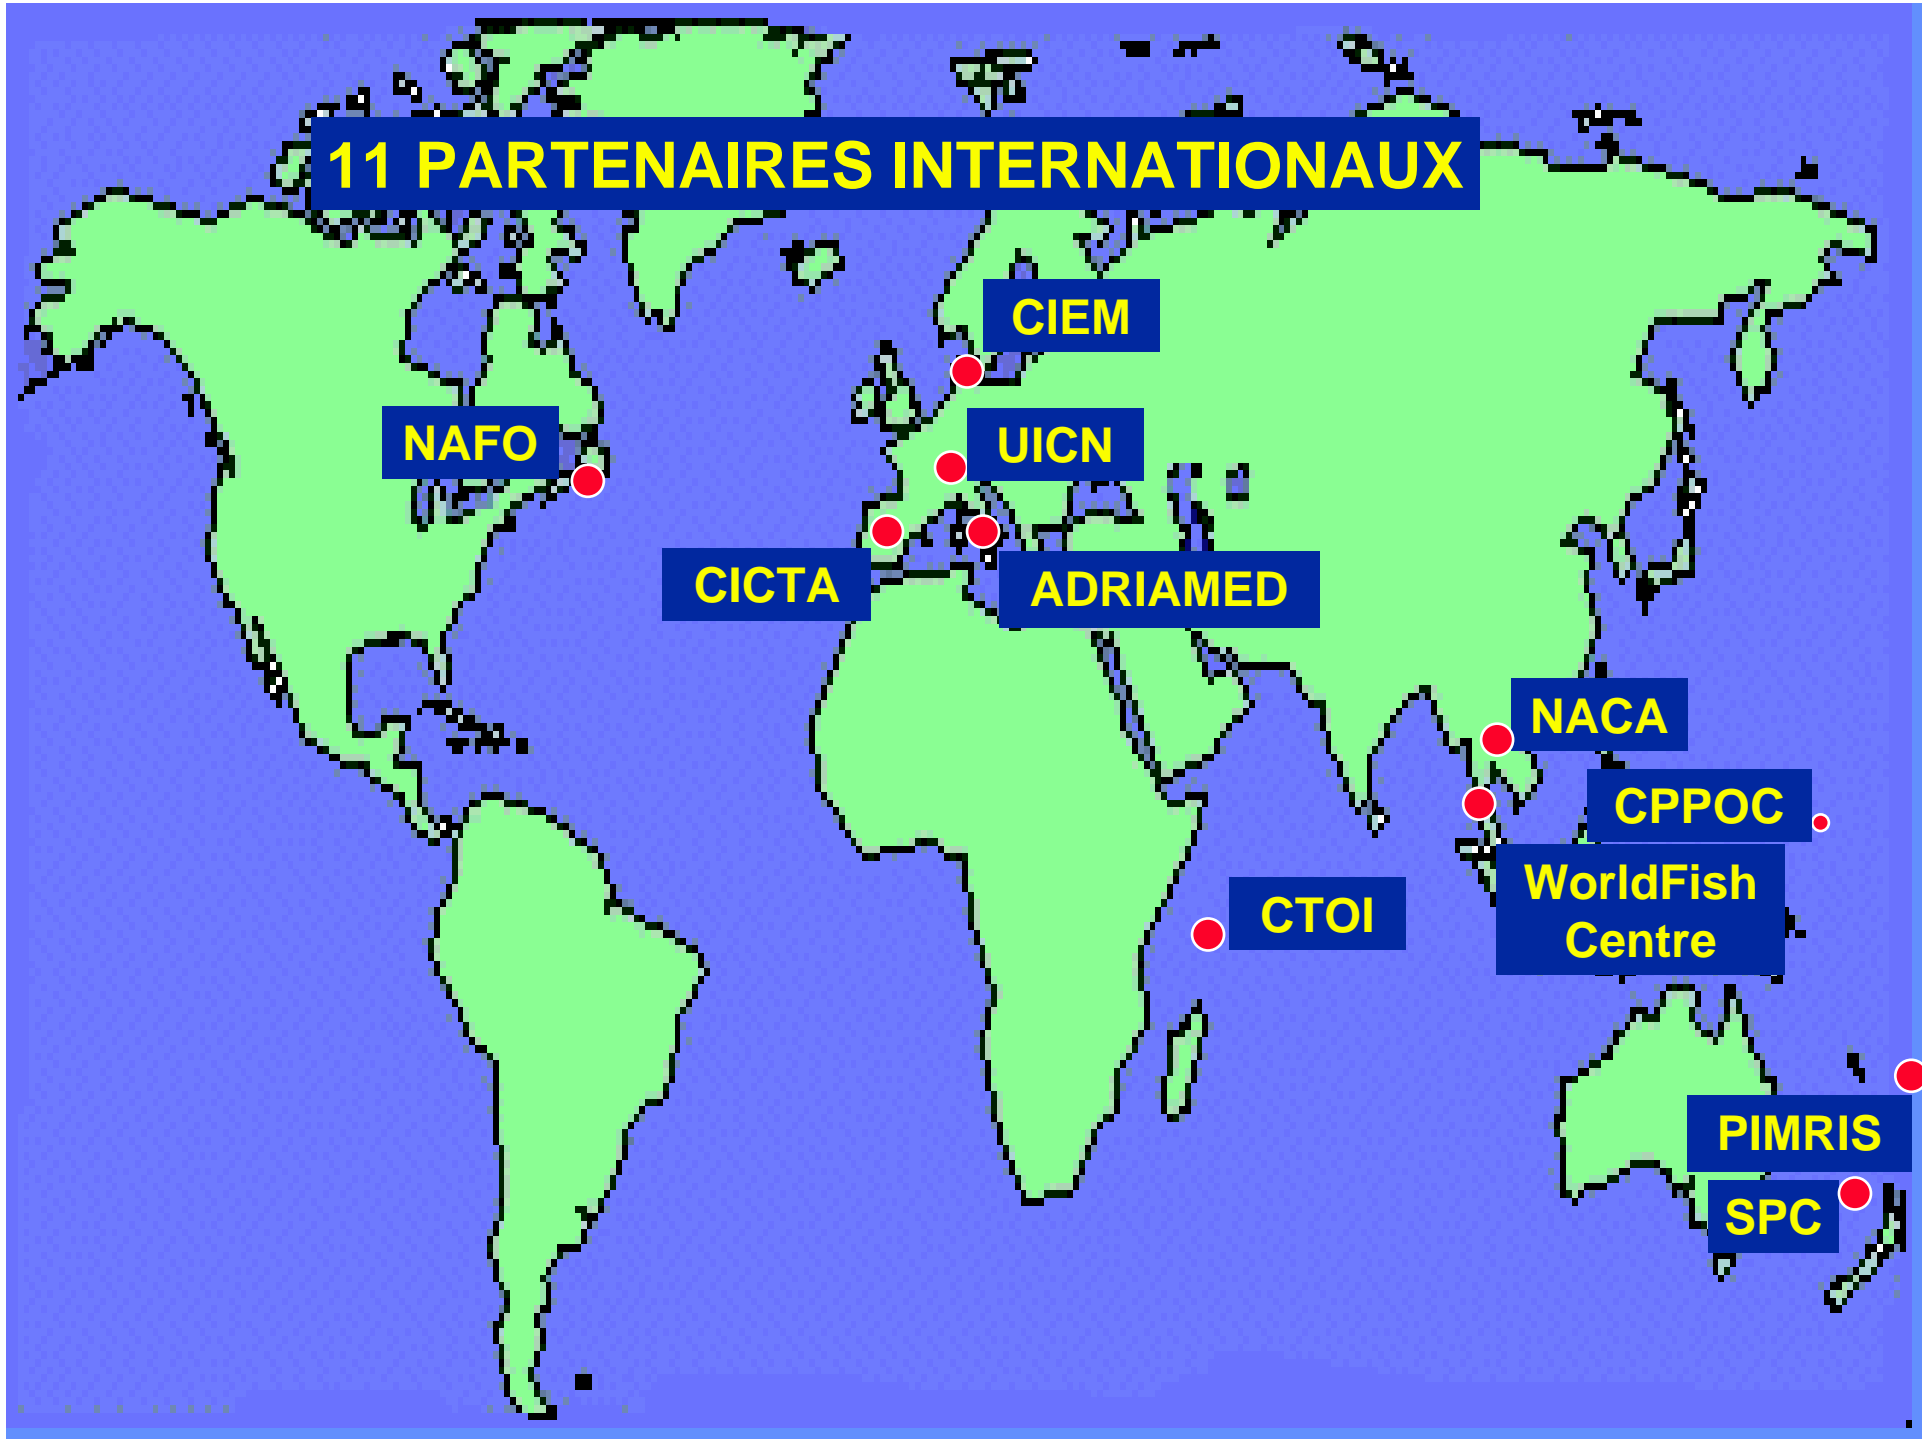 11 PARTENAIRES INTERNATIONAUX
CIEM
NAFO
UICN
CICTA
ADRIAMED
NACA
CPPOC
WorldFish
Centre
CTOI
PIMRIS
SPC